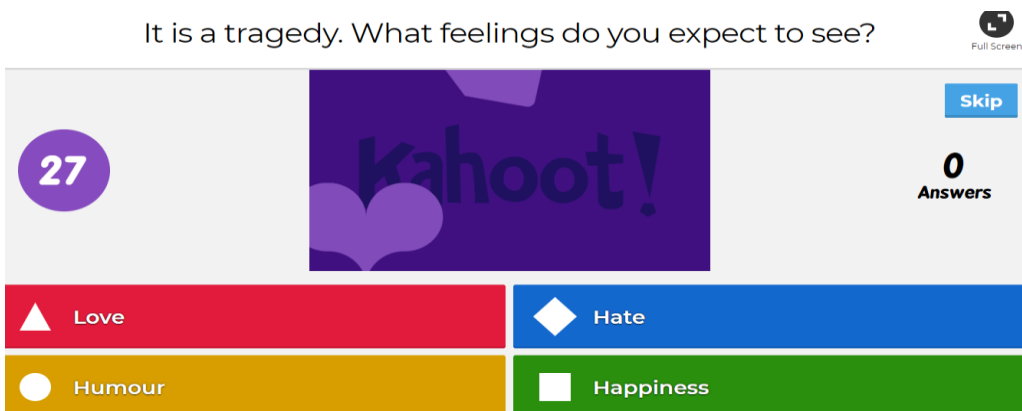 It is a tragedy. What feelings do you expect to see?
Full Screen
Skip
27
Kahoot!
0
Answers
Love
Hate
Humour
Happiness